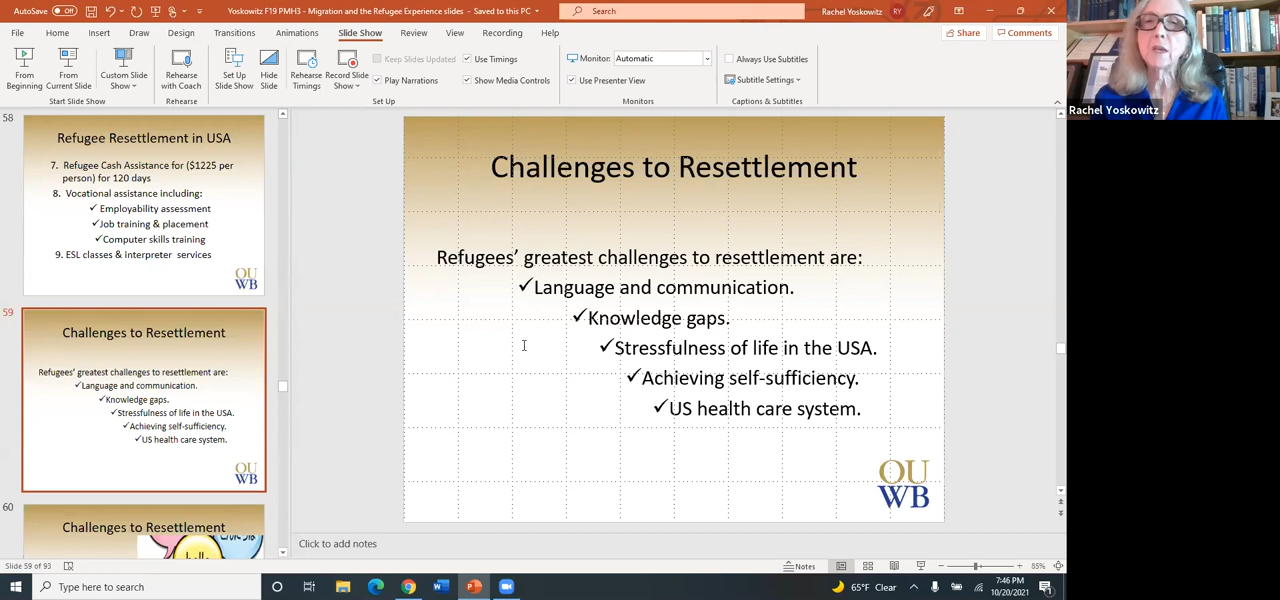 AutoSave Off Yoskowitz F19 PMH3 - Migration and the Refugee Experience slides - Saved to this PC Search Rachel Yoskowitz RY
File Home Insert Draw Design Transitions Animations Slide Show Review View Recording Help Share Comments
From Beginning
From Current Slide
Custom Slide Show
Start Slide Show
Rehearse with Coach
Rehearse
Set Up Slide Show
Hide Slide
Rehearse Timings
Record Slide Show
Keep Slides Updated
Play Narrations
Use Timings
Show Media Controls
Set Up
Monitor: Automatic
Use Presenter View
Monitors
Always Use Subtitles
Subtitle Settings
Captions & Subtitles
Rachel Yoskowitz
58
Refugee Resettlement in USA
7. Refugee Cash Assistance for ($1225 per
person) for 120 days
8. Vocational assistance including:
✓ Employability assessment
✓Job training & placement
✓Computer skills training
9. ESL classes & interpreter services
OU
WB
59
Challenges to Resettlement
Refugees’ greatest challenges to resettlement are:
✓Language and communication.
✓Knowledge gaps.
✓Stressfulness of life in the USA.
✓Achieving self-sufficiency.
✓US health care system.
OU
WB
60
Challenges to Resettlement
hello
Challenges to Resettlement
Refugees’ greatest challenges to resettlement are:
✓Language and communication.
✓Knowledge gaps.
✓Stressfulness of life in the USA.
✓Achieving self-sufficiency.
✓US health care system.
OU
WB
Click to add notes
Slide 59 of 93 Notes 85%
Type here to search 65°F Clear 7:46 PM
10/20/2021